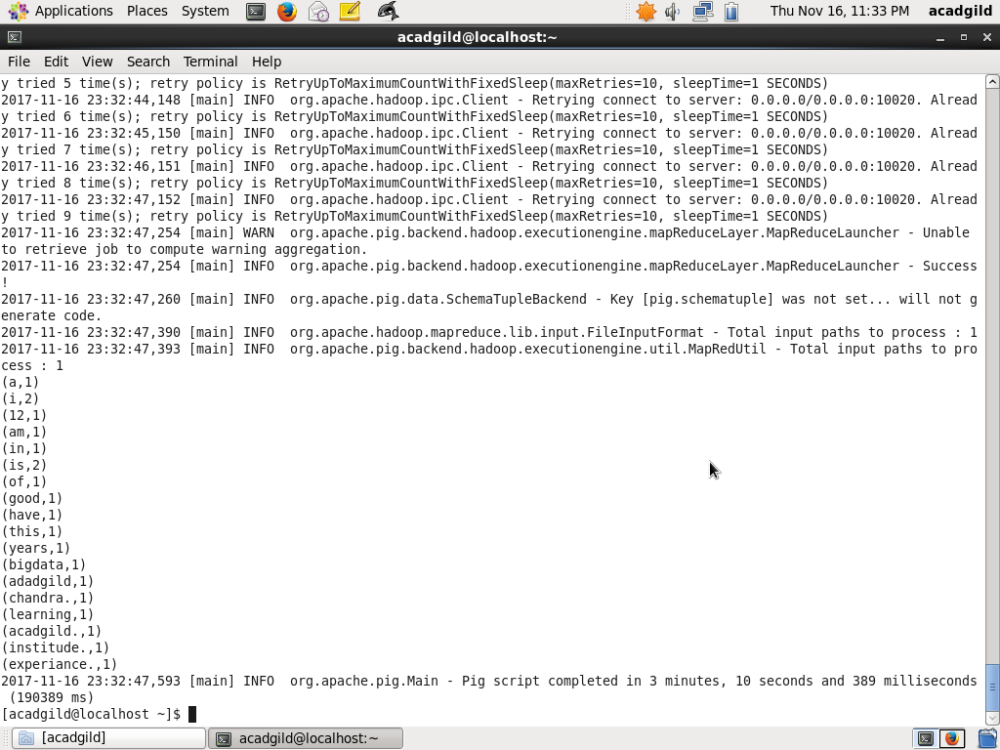 Applications Places System
Thu Nov 16, 11:33 PM acadgild
acadgild@localhost:~
File Edit View Search Terminal Help
y tried 5 time(s); retry policy is RetryUpToMaximumCountWithFixedSleep(maxRetries=10, sleepTime=1 SECONDS)
2017-11-16 23:32:44,148 [main] INFO  org.apache.hadoop.ipc.Client - Retrying connect to server: 0.0.0.0/0.0.0.0:10020. Alread
y tried 6 time(s); retry policy is RetryUpToMaximumCountWithFixedSleep(maxRetries=10, sleepTime=1 SECONDS)
2017-11-16 23:32:45,150 [main] INFO  org.apache.hadoop.ipc.Client - Retrying connect to server: 0.0.0.0/0.0.0.0:10020. Alread
y tried 7 time(s); retry policy is RetryUpToMaximumCountWithFixedSleep(maxRetries=10, sleepTime=1 SECONDS)
2017-11-16 23:32:46,151 [main] INFO  org.apache.hadoop.ipc.Client - Retrying connect to server: 0.0.0.0/0.0.0.0:10020. Alread
y tried 8 time(s); retry policy is RetryUpToMaximumCountWithFixedSleep(maxRetries=10, sleepTime=1 SECONDS)
2017-11-16 23:32:47,152 [main] INFO  org.apache.hadoop.ipc.Client - Retrying connect to server: 0.0.0.0/0.0.0.0:10020. Alread
y tried 9 time(s); retry policy is RetryUpToMaximumCountWithFixedSleep(maxRetries=10, sleepTime=1 SECONDS)
2017-11-16 23:32:47,254 [main] WARN  org.apache.pig.backend.hadoop.executionengine.mapReduceLayer.MapReduceLauncher - Unable
to retrieve job to compute warning aggregation.
2017-11-16 23:32:47,254 [main] INFO  org.apache.pig.backend.hadoop.executionengine.mapReduceLayer.MapReduceLauncher - Success
!
2017-11-16 23:32:47,260 [main] INFO  org.apache.pig.data.SchemaTupleBackend - Key [pig.schematuple] was not set... will not g
enerate code.
2017-11-16 23:32:47,390 [main] INFO  org.apache.hadoop.mapreduce.lib.input.FileInputFormat - Total input paths to process : 1
2017-11-16 23:32:47,393 [main] INFO  org.apache.pig.backend.hadoop.executionengine.util.MapRedUtil - Total input paths to pro
cess : 1
(a,1)
(i,2)
(12,1)
(am,1)
(in,1)
(is,2)
(of,1)
(good,1)
(have,1)
(this,1)
(years,1)
(bigdata,1)
(adadgild,1)
(chandra.,1)
(learning,1)
(acadgild.,1)
(institude.,1)
(experiance.,1)
2017-11-16 23:32:47,593 [main] INFO  org.apache.pig.Main - Pig script completed in 3 minutes, 10 seconds and 389 milliseconds
(190389 ms)
[acadgild@localhost ~]$
[acadgild]
acadgild@localhost:~